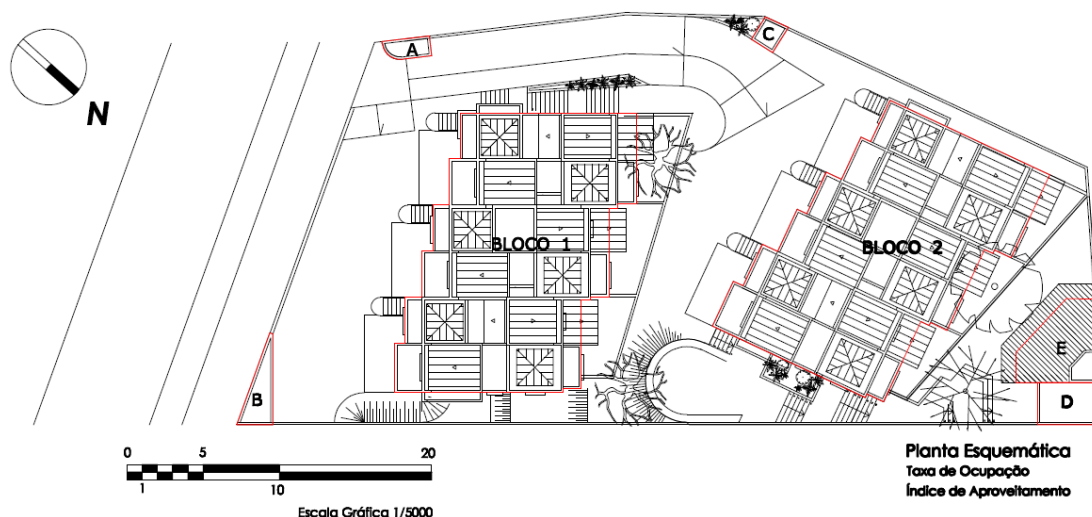 A
C
N
BLOCO 1
BLOCO 2
E
B
D
0 5 20
1 10
Escala Gráfica 1/5000
Planta Esquemática
Taxa de Ocupação
Índice de Aproveitamento